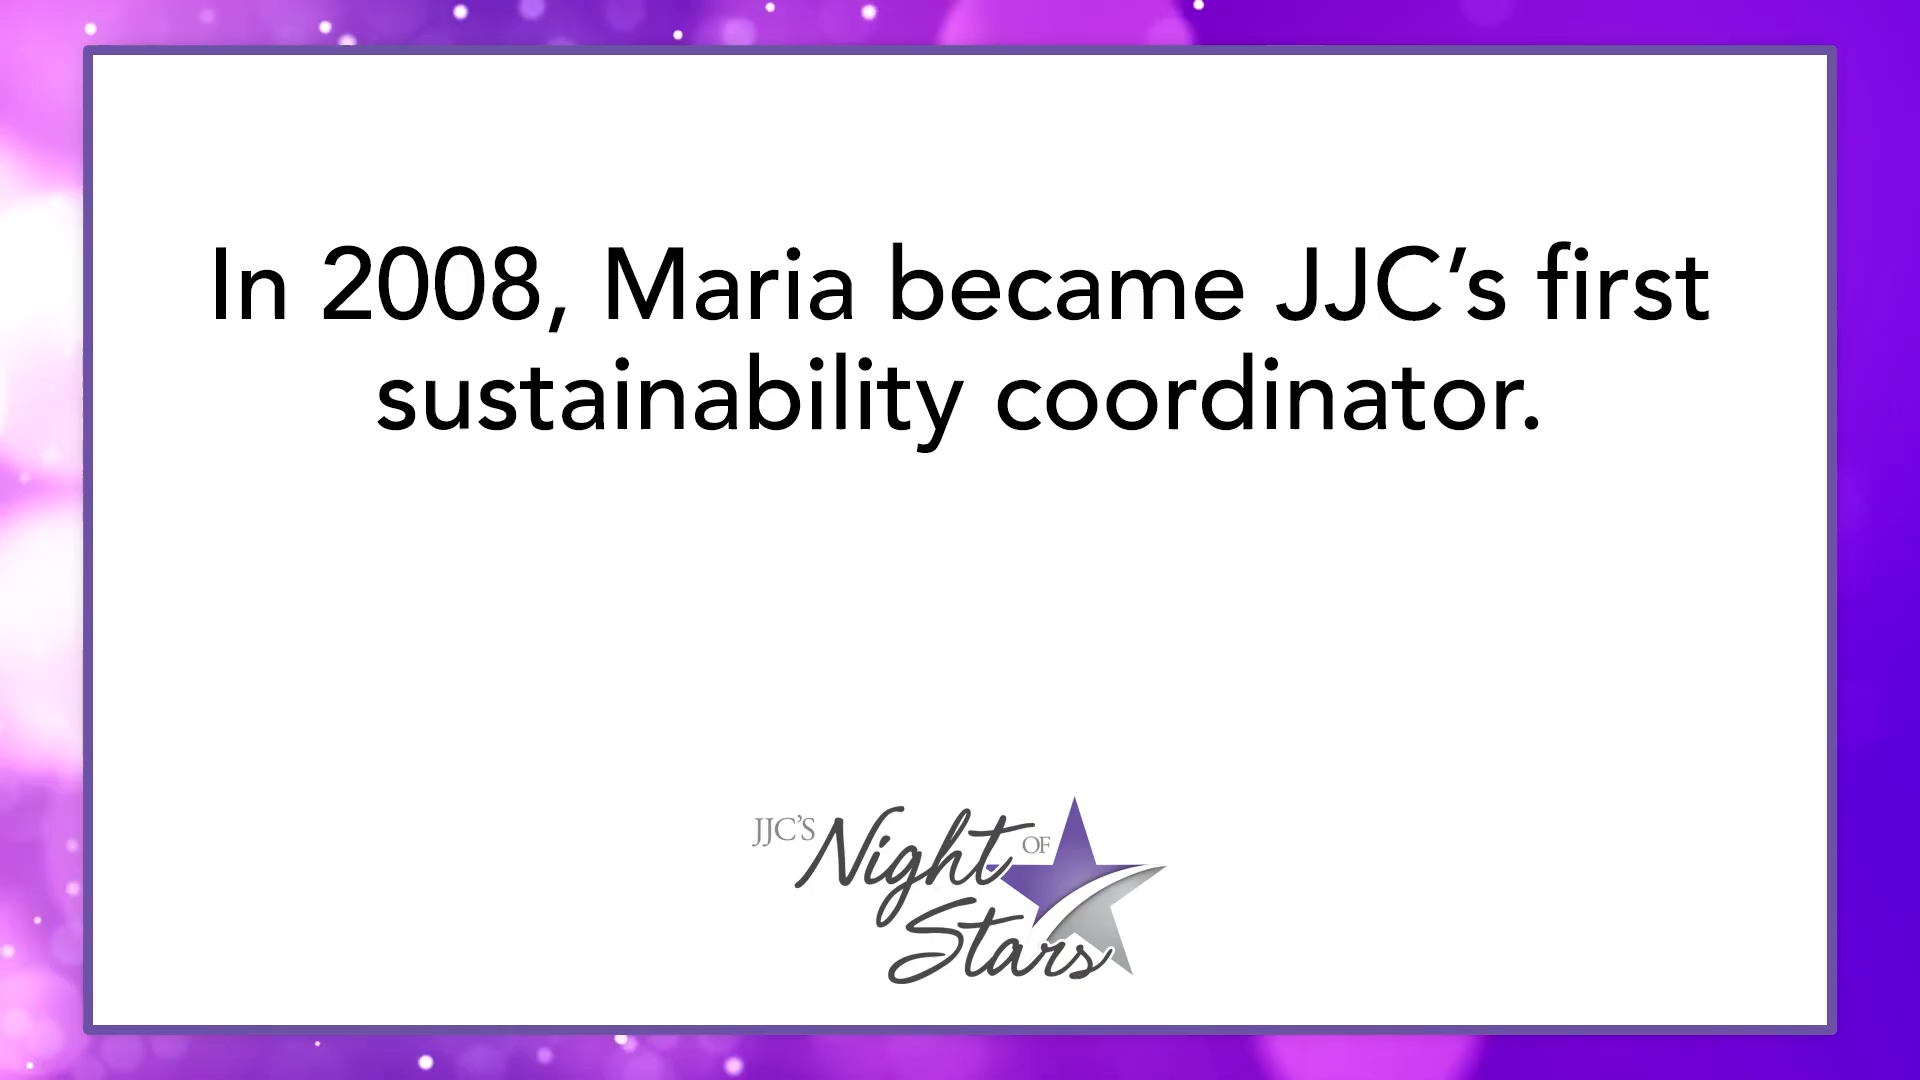 In 2008, Maria became JJC’s first
sustainability coordinator.
JJC’S Night OF
Stars